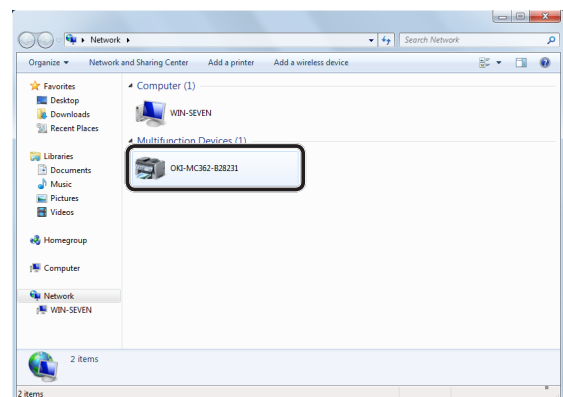 Network
Search Network
Organize
Network and Sharing Center
Add a printer
Add a wireless device
Favorites
Desktop
Downloads
Recent Places
Libraries
Documents
Music
Pictures
Videos
Homegroup
Computer
Network
WIN-SEVEN
Computer (1)
WIN-SEVEN
Multifunction Devices (1)
OKI-MC362-B28231
2 items
2 items